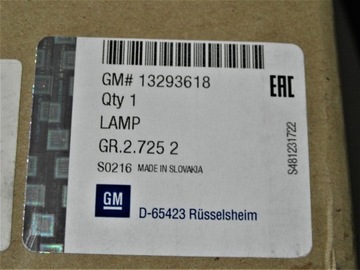 GM# 13293618
Qty 1
LAMP
GR.2.725 2
S0216 MADE IN SLOVAKIA
GM
D-65423 Rüsselsheim
EAC
S481231722